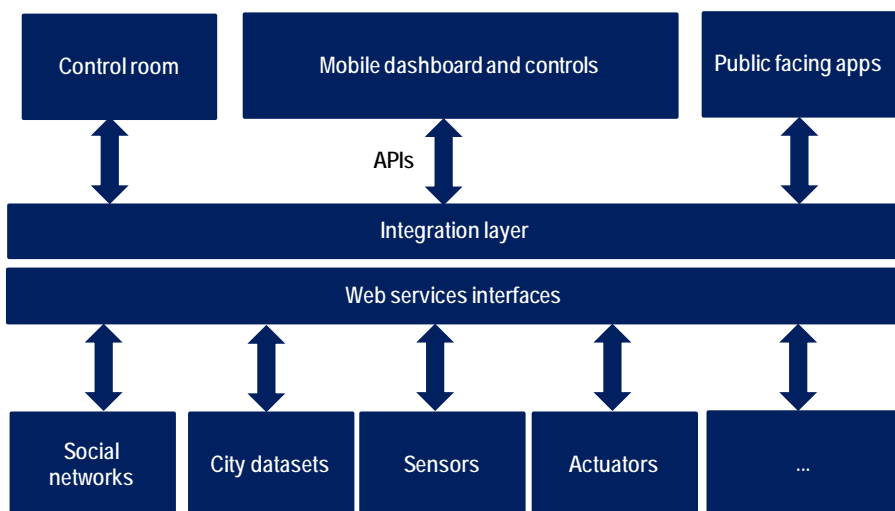 Control room
Mobile dashboard and controls
Public facing apps
APIs
Integration layer
Web services interfaces
Social
networks
City datasets
Sensors
Actuators
...